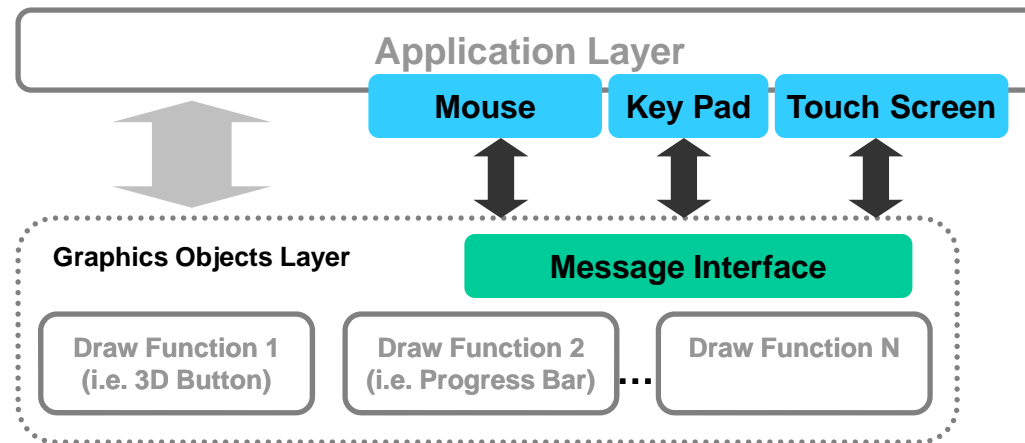 Application Layer
Mouse
Key Pad
Touch Screen
Graphics Objects Layer
Message Interface
Draw Function 1
(i.e. 3D Button)
Draw Function 2
(i.e. Progress Bar)
...
Draw Function N